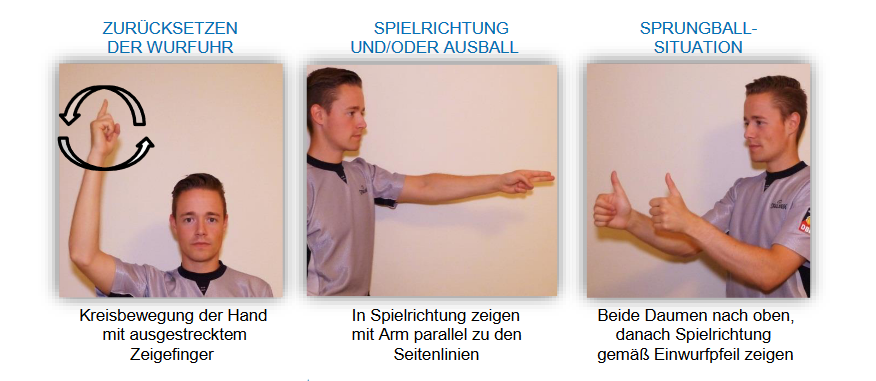 ZURÜCKSETZEN
DER WURFUHR
Kreisbewegung der Hand
mit ausgestrecktem
Zeigefinger
SPIELRICHTUNG
UND/ODER AUSBALL
In Spielrichtung zeigen
mit Arm parallel zu den
Seitenlinien
SPRUNGBALL-
SITUATION
Beide Daumen nach oben,
danach Spielrichtung
gemäß Einwurfpfeil zeigen